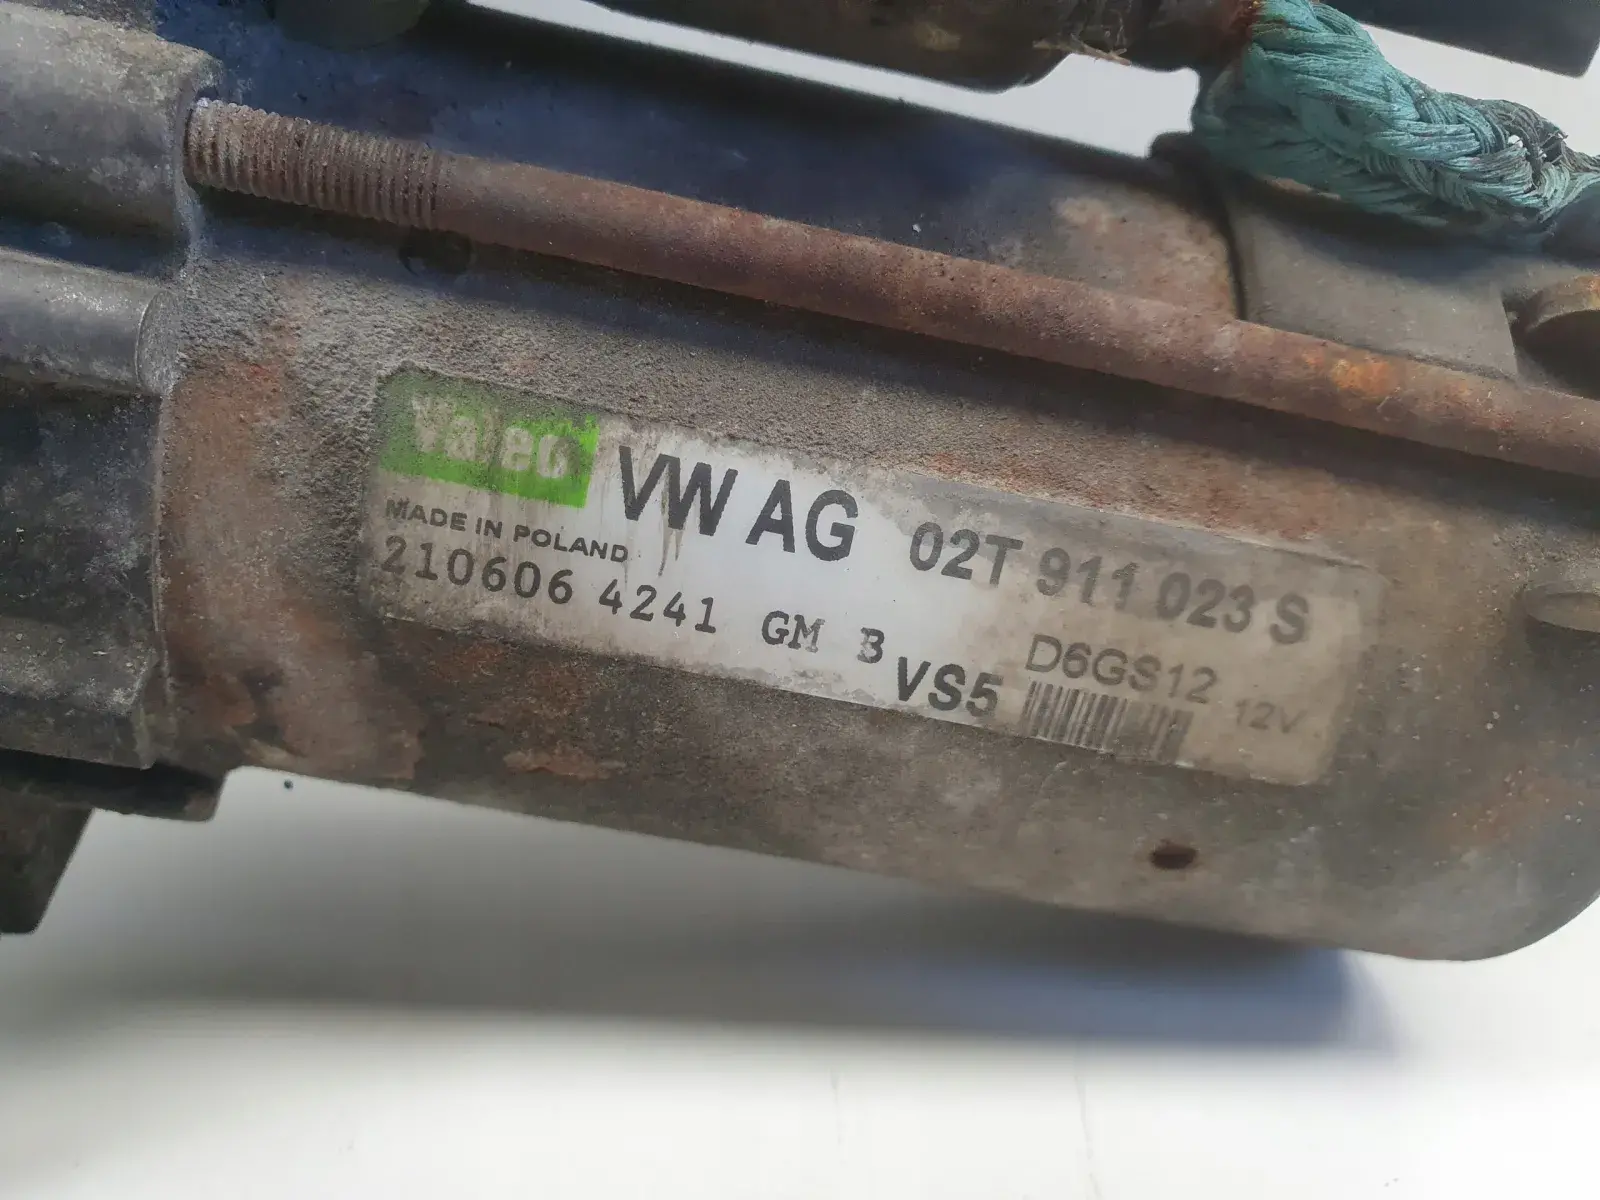 Valeo
VW AG 02T 911 023 S
MADE IN POLAND
210606 4241 GM B
VS5 D6GS12 12V